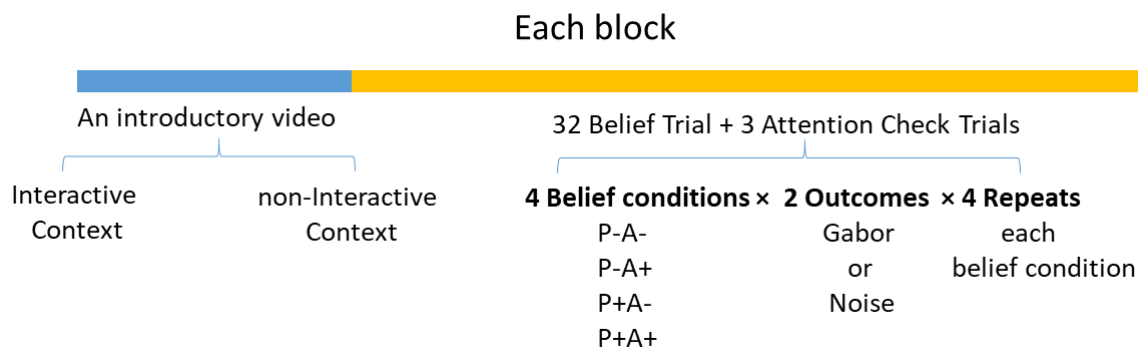 Each block
An introductory video
32 Belief Trial + 3 Attention Check Trials
Interactive
Context
non-Interactive
Context
4 Belief conditions × 2 Outcomes × 4 Repeats
P-A-
P-A+
P+A-
P+A+
Gabor
or
Noise
each
belief condition